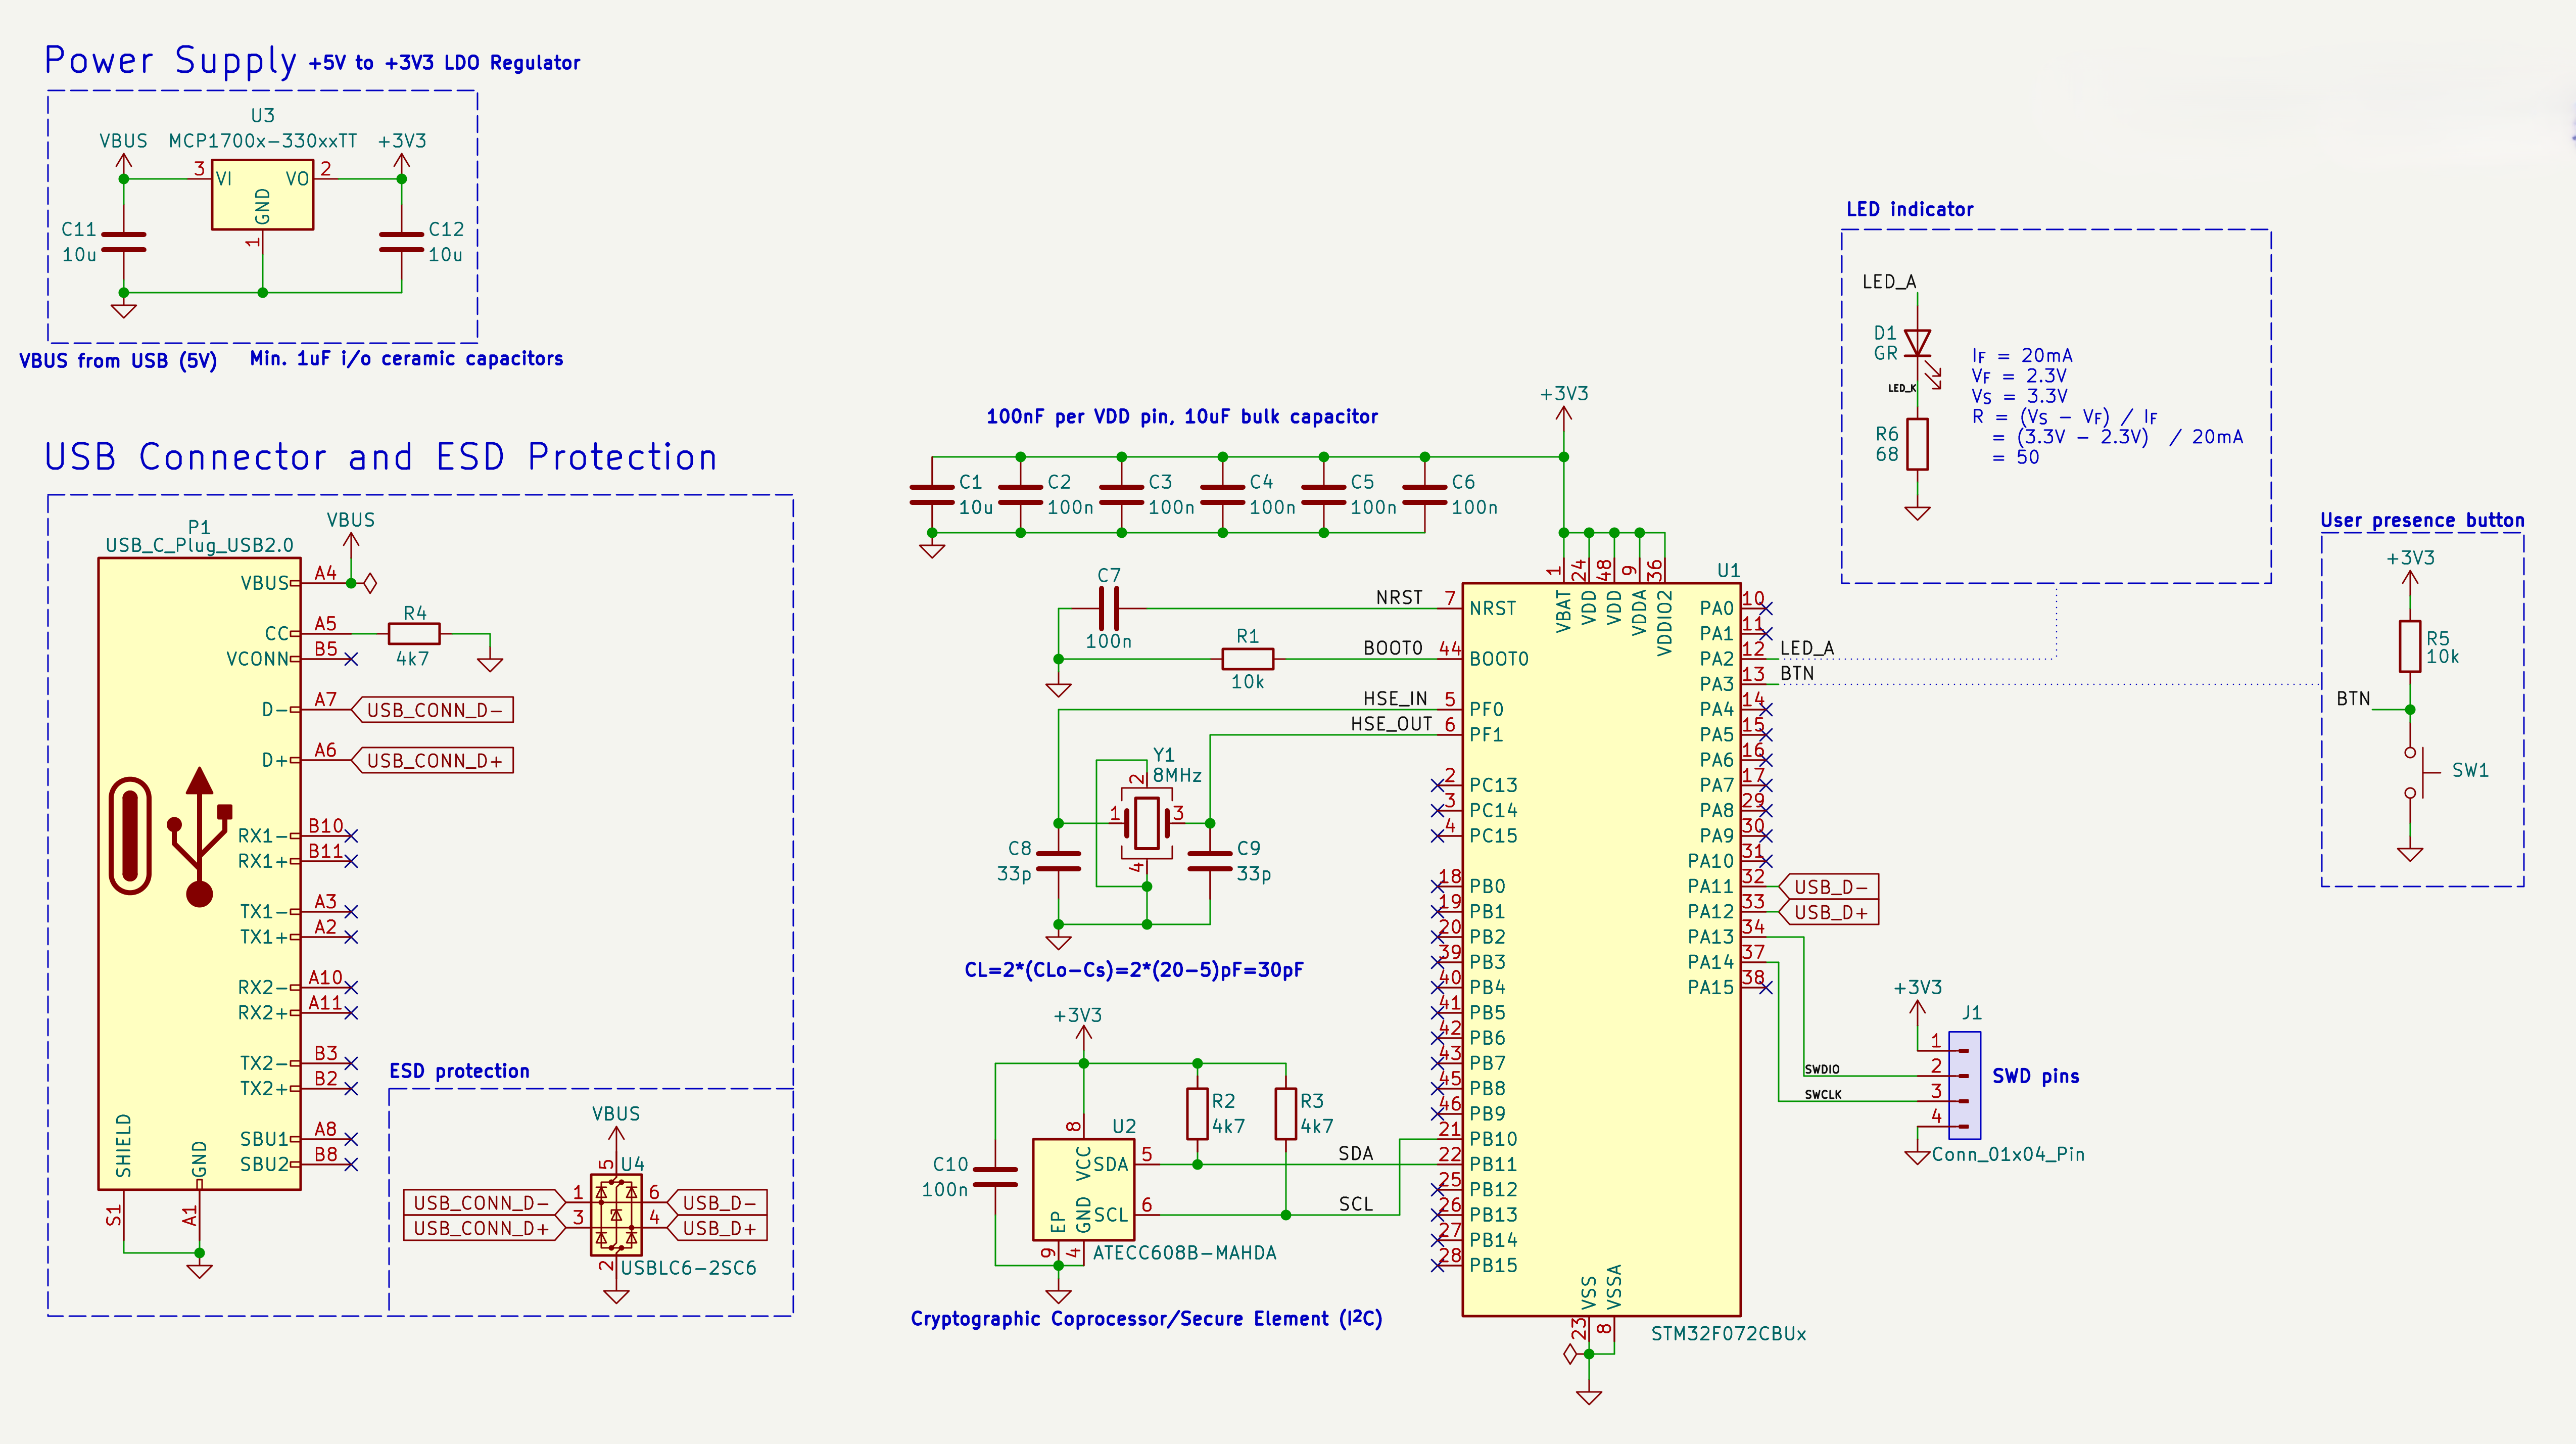 Power Supply +5V to +3V3 LDO Regulator
U3
VBUS MCP1700x-330xxTT +3V3
3 VI VO 2
GND
1
C11
10u
C12
10u
VBUS from USB (5V) Min. 1uF i/o ceramic capacitors
USB Connector and ESD Protection
P1
USB_C_Plug_USB2.0
VBUS
VBUS A4
CC A5
R4
4k7
VCONN B5
D- A7 USB_CONN_D-
D+ A6 USB_CONN_D+
RX1- B10
RX1+ B11
TX1- A3
TX1+ A2
RX2- A10
RX2+ A11
TX2- B3
TX2+ B2
SBU1 A8
SBU2 B8
SHIELD GND
S1 A1
ESD protection
VBUS
5 U4
USB_CONN_D- 1 6 USB_D-
USB_CONN_D+ 3 4 USB_D+
2 USBLC6-2SC6
100nF per VDD pin, 10uF bulk capacitor
+3V3
C1
10u
C2
100n
C3
100n
C4
100n
C5
100n
C6
100n
C7
100n
NRST
R1
10k
BOOT0
HSE_IN
HSE_OUT
Y1
8MHz
2
1 3
4
C8
33p
C9
33p
CL=2*(CLo-Cs)=2*(20-5)pF=30pF
+3V3
R2
4k7
R3
4k7
C10
100n
U2
8
VCC
SDA 5 SDA
SCL 6 SCL
EP GND
9 4
ATECC608B-MAHDA
Cryptographic Coprocessor/Secure Element (I²C)
U1
1 24 48 9 36
VBAT VDD VDD VDDA VDDIO2
7 NRST
44 BOOT0
5 PF0
6 PF1
2 PC13
3 PC14
4 PC15
18 PB0
19 PB1
20 PB2
39 PB3
40 PB4
41 PB5
42 PB6
43 PB7
45 PB8
46 PB9
21 PB10
22 PB11
25 PB12
26 PB13
27 PB14
28 PB15
PA0 10
PA1 11
PA2 12 LED_A
PA3 13 BTN
PA4 14
PA5 15
PA6 16
PA7 17
PA8 29
PA9 30
PA10 31
PA11 32 USB_D-
PA12 33 USB_D+
PA13 34
PA14 37
PA15 38
VSS VSSA
23 8
STM32F072CBUx
LED indicator
LED_A
D1
GR
LED_K
R6
68
IF = 20mA
VF = 2.3V
VS = 3.3V
R = (VS - VF) / IF
= (3.3V - 2.3V) / 20mA
= 50
User presence button
+3V3
R5
10k
BTN
SW1
+3V3
J1
1
SWDIO 2
SWCLK 3
4
SWD pins
Conn_01x04_Pin